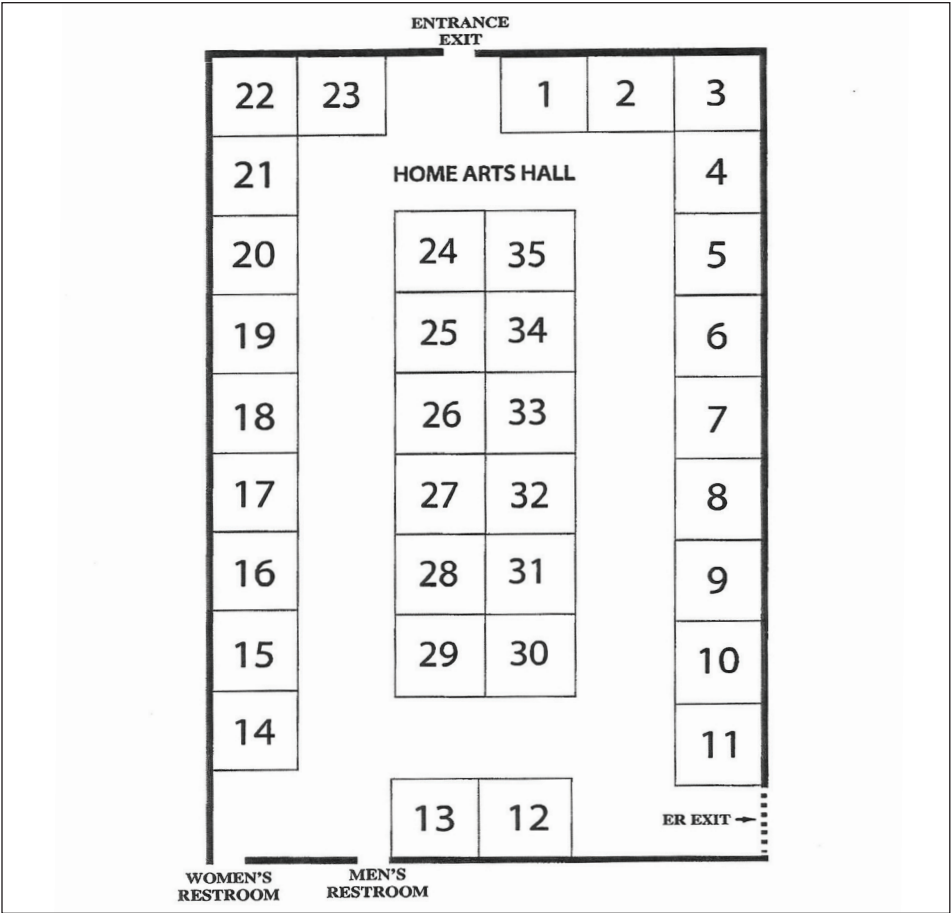 ENTRANCE
EXIT
22 23 1 2 3
21 HOME ARTS HALL 4
20 24 35 5
19 25 34 6
18 26 33 7
17 27 32 8
16 28 31 9
15 29 30 10
14 11
13 12 ER EXIT
WOMEN'S
RESTROOM
MEN'S
RESTROOM